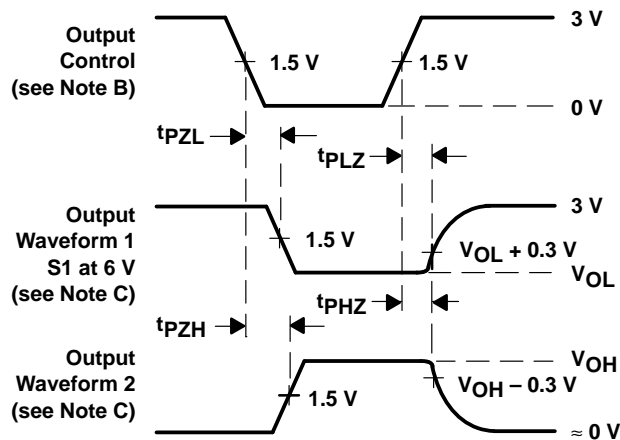 Output
Control
(see Note B)
1.5 V
1.5 V
3 V
0 V
tPZL
tPLZ
Output
Waveform 1
S1 at 6 V
(see Note C)
1.5 V
3 V
VOL + 0.3 V
VOL
tPHZ
tPZH
Output
Waveform 2
(see Note C)
1.5 V
VOH
VOH – 0.3 V
≈ 0 V